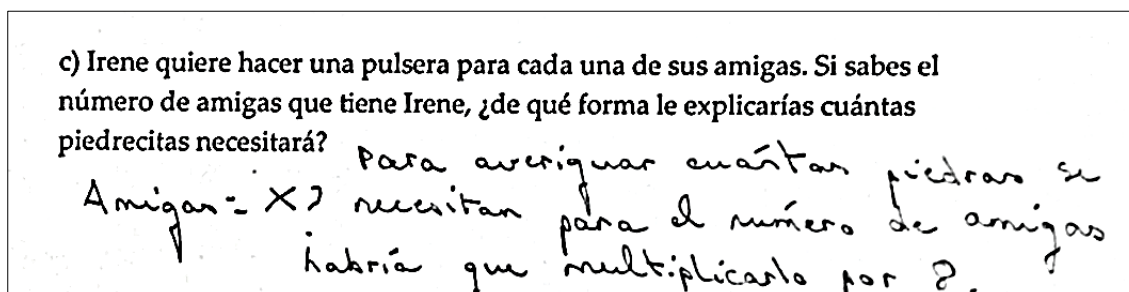 c) Irene quiere hacer una pulsera para cada una de sus amigas. Si sabes el
número de amigas que tiene Irene, ¿de qué forma le explicarías cuántas
piedrecitas necesitará?
Para averiguar cuántas piedras se
Amigas = X? necesitan para el número de amigas
habría que multiplicarlo por ?.